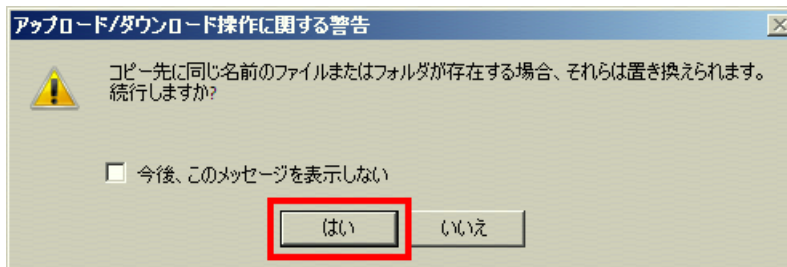 アップロード/ダウンロード操作に関する警告
コピー先に同じ名前のファイルまたはフォルダが存在する場合、それらは置き換えられます。
続行しますか?
今後、このメッセージを表示しない
はい
いいえ